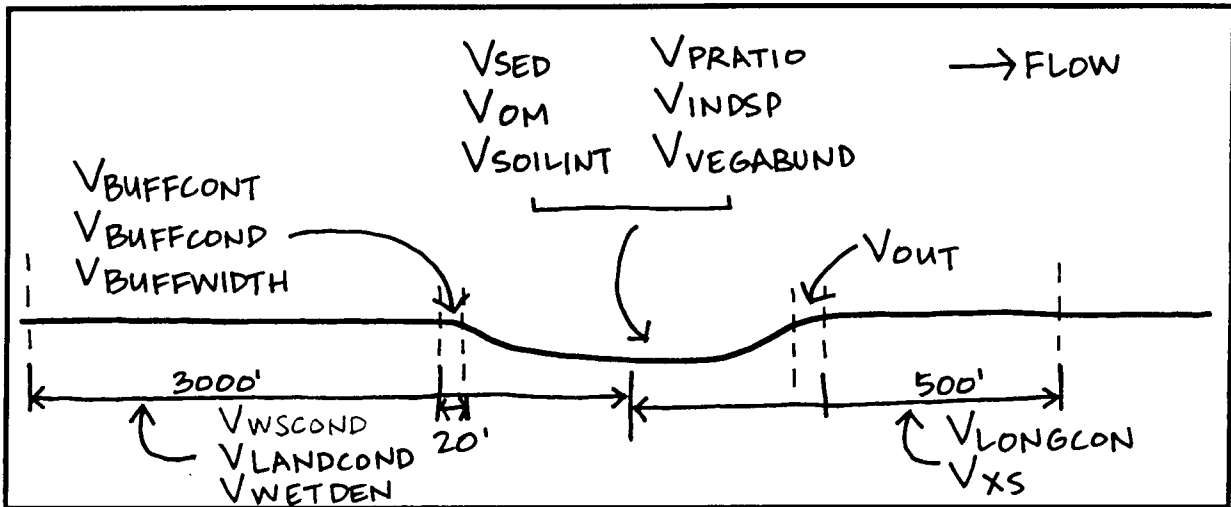 VSED VPRATIO → FLOW
VOM VINDSP
VSOILINT VVEGABUND
VBUFFCONT
VBUFFCOND
VBUFFWIDTH
VOUT
3000' 500'
20'
VWSCOND
VLANDCOND
VWETDEN
VLONGCON
VXS